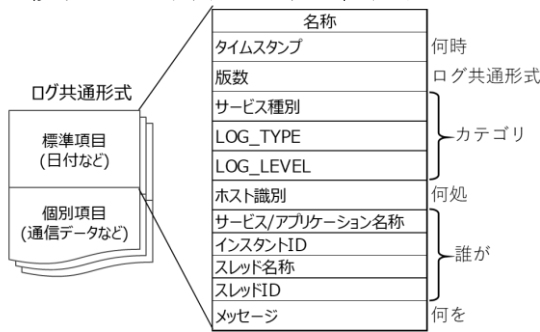 名称
タイムスタンプ
何時
版数
ログ共通形式
サービス種別
LOG_TYPE
カテゴリ
LOG_LEVEL
ホスト識別
何処
サービス/アプリケーション名称
インスタントID
誰が
スレッド名称
スレッドID
メッセージ
何を
ログ共通形式
標準項目
(日付など)
個別項目
(通信データなど)